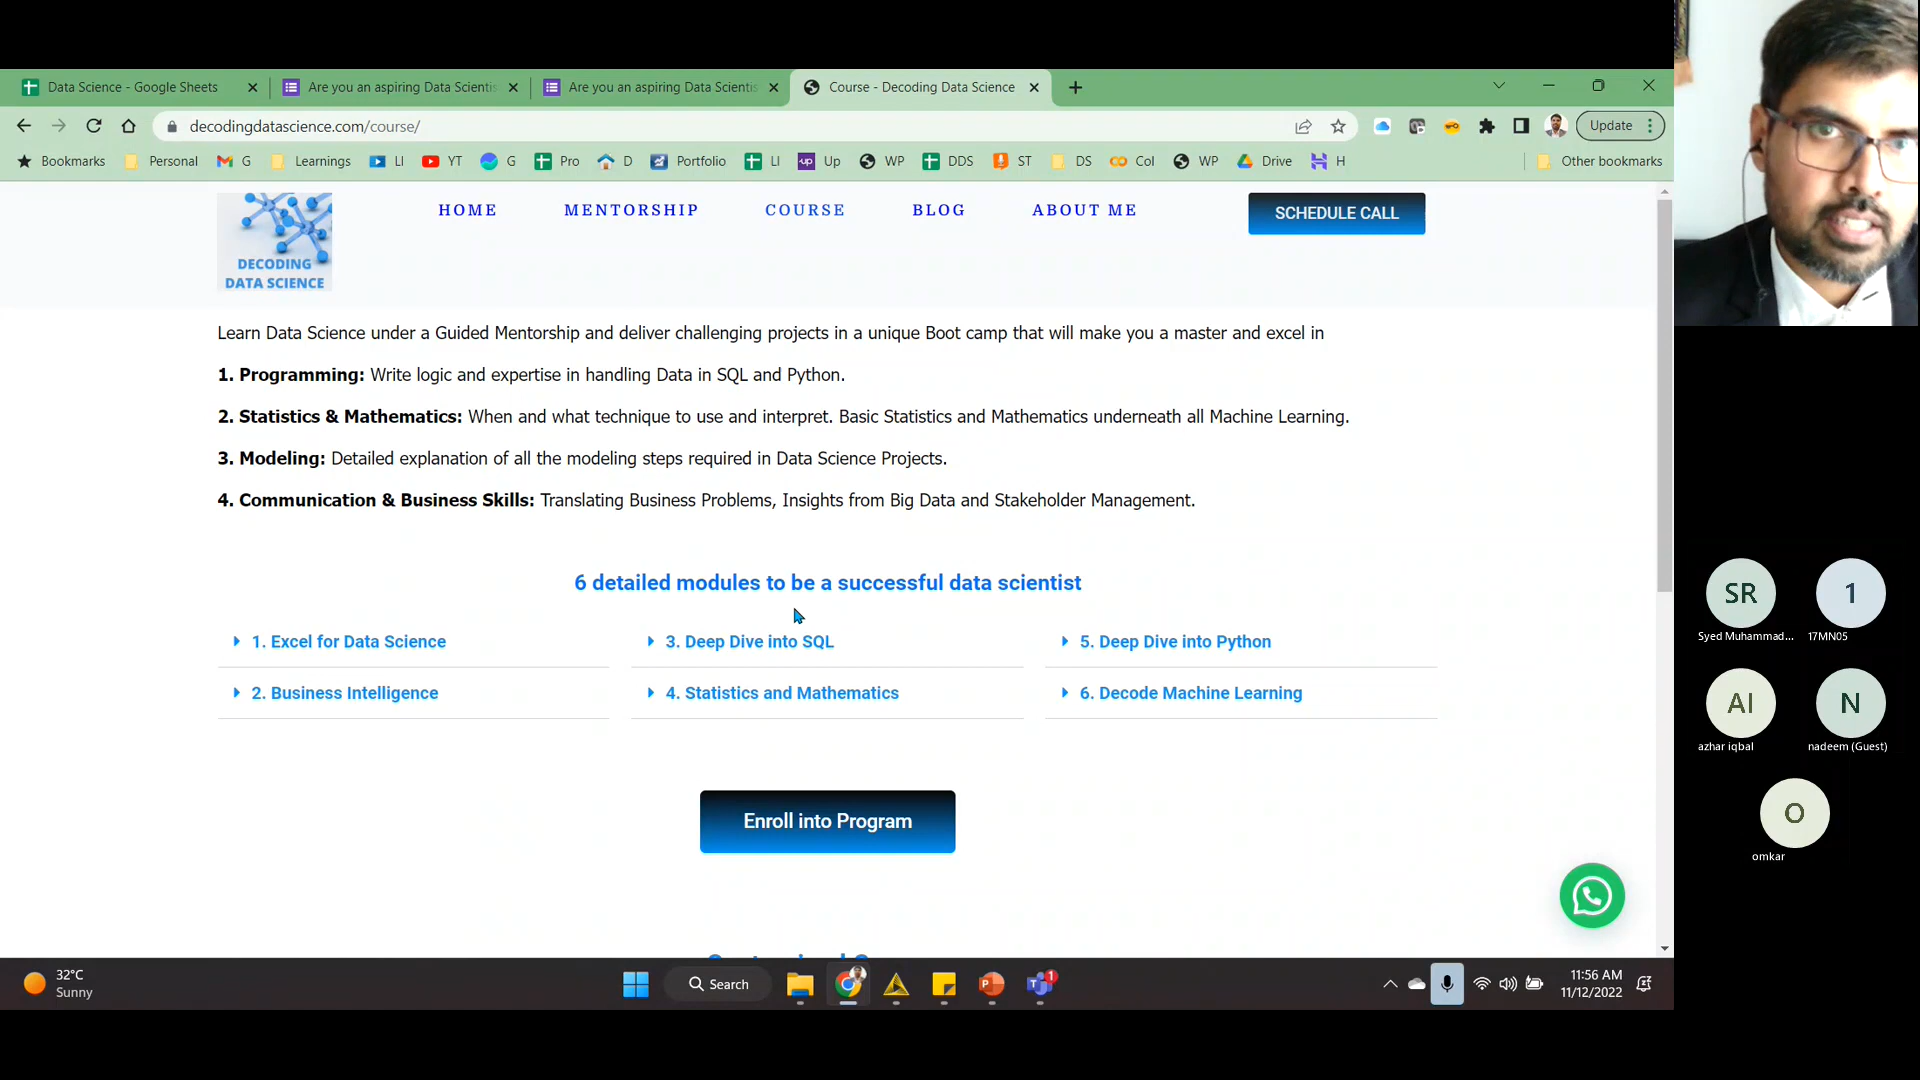 Data Science - Google Sheets
Are you an aspiring Data Scientis
Are you an aspiring Data Scientis
Course - Decoding Data Science
decodingdatascience.com/course/
Update
Bookmarks Personal G Learnings LI YT G Pro D Portfolio LI Up WP DDS ST DS Col WP Drive H Other bookmarks
DECODING
DATA SCIENCE
HOME MENTORSHIP COURSE BLOG ABOUT ME
SCHEDULE CALL
Learn Data Science under a Guided Mentorship and deliver challenging projects in a unique Boot camp that will make you a master and excel in
1. Programming: Write logic and expertise in handling Data in SQL and Python.
2. Statistics & Mathematics: When and what technique to use and interpret. Basic Statistics and Mathematics underneath all Machine Learning.
3. Modeling: Detailed explanation of all the modeling steps required in Data Science Projects.
4. Communication & Business Skills: Translating Business Problems, Insights from Big Data and Stakeholder Management.
6 detailed modules to be a successful data scientist
1. Excel for Data Science
3. Deep Dive into SQL
5. Deep Dive into Python
2. Business Intelligence
4. Statistics and Mathematics
6. Decode Machine Learning
Enroll into Program
32°C
Sunny
Search
11:56 AM
11/12/2022
SR
Syed Muhammad...
1
17MN05
AI
azhar iqbal
N
nadeem (Guest)
O
omkar